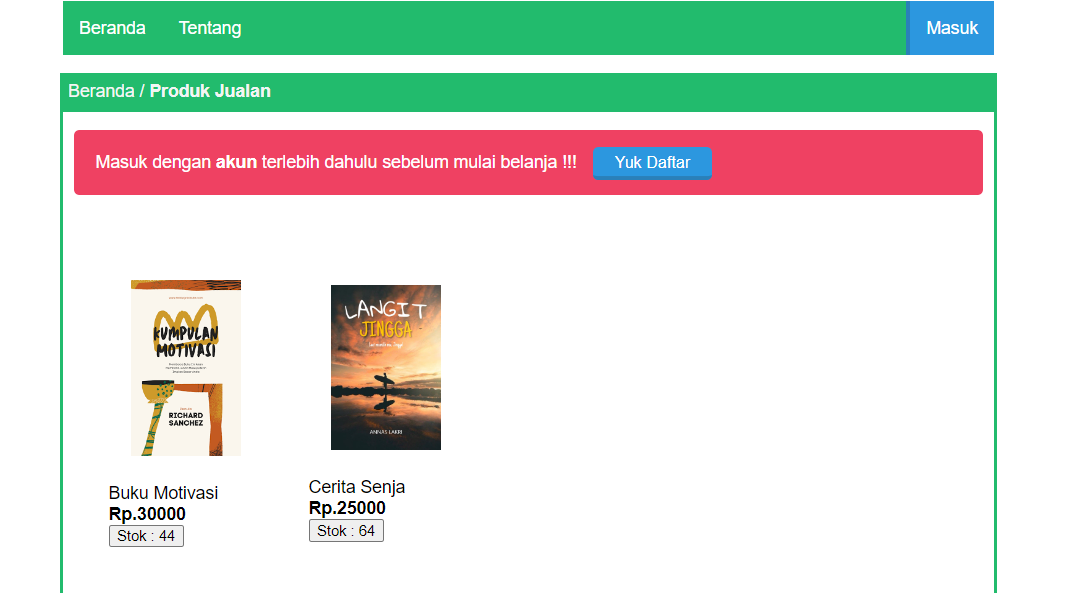 Beranda Tentang Masuk
Beranda / Produk Jualan
Masuk dengan akun terlebih dahulu sebelum mulai belanja !!! Yuk Daftar
KUMPULAN
MOTIVASI
RICHARD
SANCHEZ
LANGIT
JINGGA
ANNAS LAKRI
Buku Motivasi
Rp.30000
Stok : 44
Cerita Senja
Rp.25000
Stok : 64